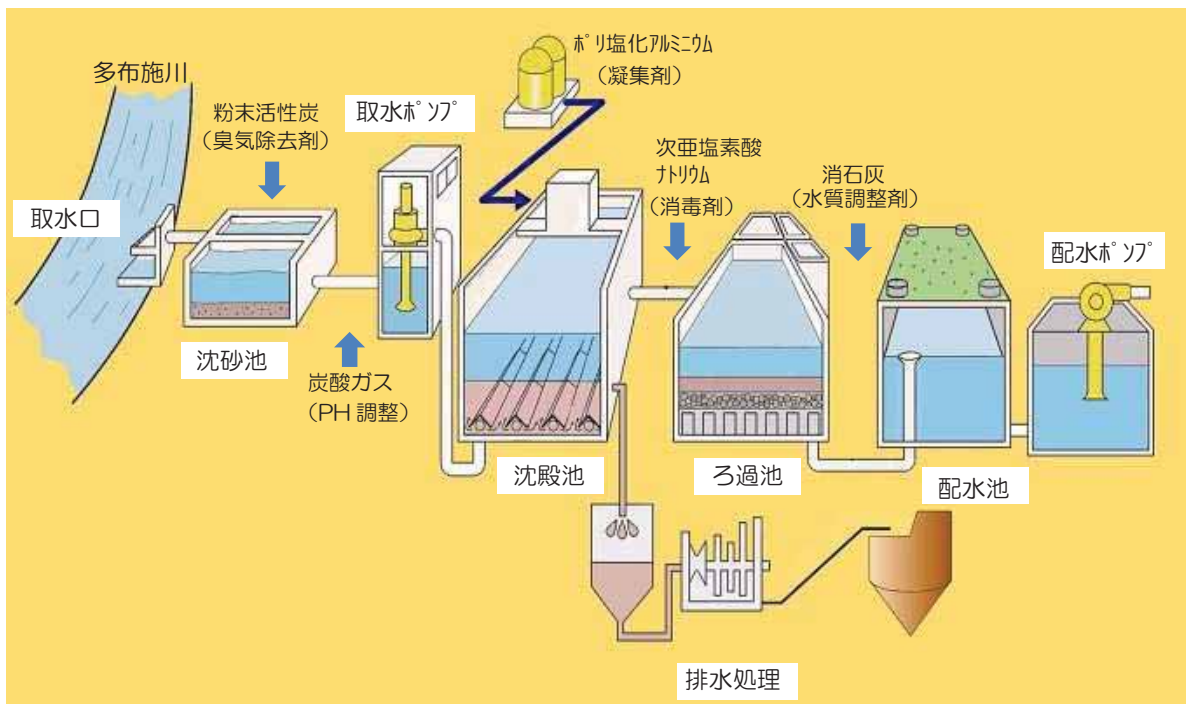 多布施川
取水口
粉末活性炭
(臭気除去剤)
沈砂池
炭酸ガス
(PH 調整)
取水ﾎﾟﾝﾌﾟ
ﾎﾟﾘ塩化ｱﾙﾐﾆｳﾑ
(凝集剤)
沈殿池
次亜塩素酸
ﾅﾄﾘｳﾑ
(消毒剤)
ろ過池
消石灰
(水質調整剤)
配水池
配水ﾎﾟﾝﾌﾟ
排水処理